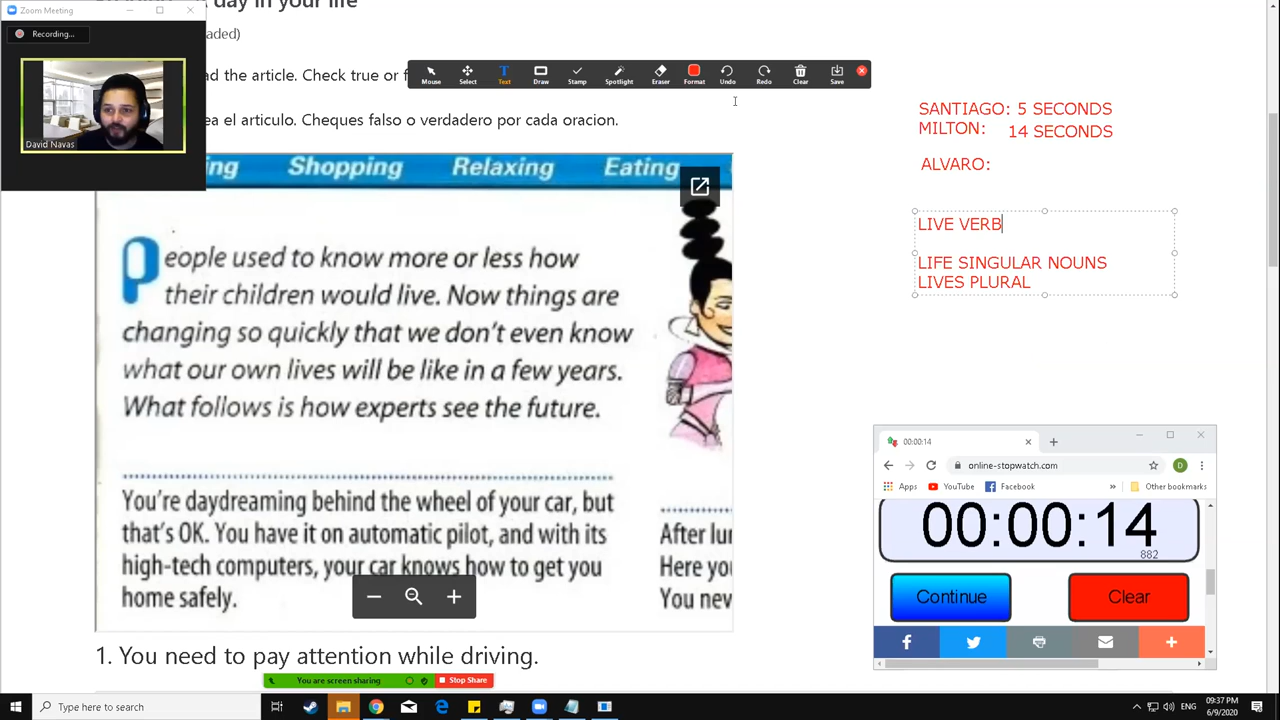 day in your life
Zoom Meeting
Recording...
aded)
David Navas
ad the article. Check true or f
Mouse Select Text Draw Stamp Spotlight Eraser Format Undo Redo Clear Save
ea el articulo. Cheques falso o verdadero por cada oracion.
ing Shopping Relaxing Eating
People used to know more or less how
their children would live. Now things are
changing so quickly that we don't even know
what our own lives will be like in a few years.
What follows is how experts see the future.
You're daydreaming behind the wheel of your car, but
that's OK. You have it on automatic pilot, and with its
high-tech computers, your car knows how to get you
home safely.
After lun
Here you
You nev
1. You need to pay attention while driving.
You are screen sharing Stop Share
SANTIAGO: 5 SECONDS
MILTON: 14 SECONDS
ALVARO:
LIVE VERB
LIFE SINGULAR NOUNS
LIVES PLURAL
00:00:14
online-stopwatch.com
D
Apps YouTube Facebook » Other bookmarks
00:00:14
882
Continue Clear
Type here to search
ENG
09:37 PM
6/9/2020